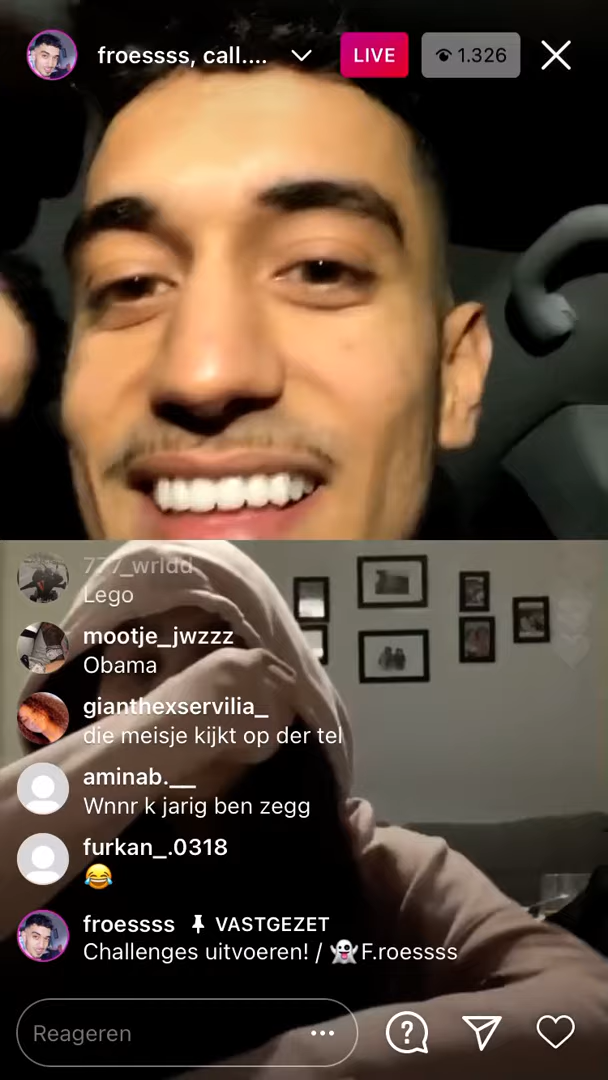 froessss, call....
LIVE
1.326
777_wrldd
Lego
mootje_jwzzz
Obama
gianthexservilia_
die meisje kijkt op der tel
aminab.__
Wnnr k jarig ben zegg
furkan_.0318
😂
froessss 📌 VASTGEZET
Challenges uitvoeren! / 👻F.roessss
Reageren